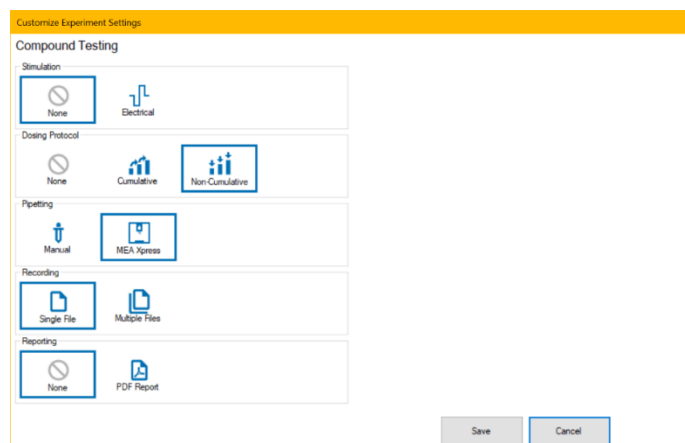 Customize Experiment Settings
Compound Testing
Stimulation
None Electrical
Dosing Protocol
None Cumulative Non-Cumulative
Pipetting
Manual MEA Xpress
Recording
Single File Multiple Files
Reporting
None PDF Report
Save Cancel